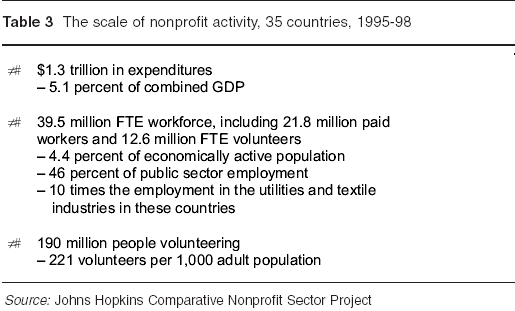 Table 3 The scale of nonprofit activity, 35 countries, 1995-98
≠# $1.3 trillion in expenditures
– 5.1 percent of combined GDP
≠# 39.5 million FTE workforce, including 21.8 million paid
workers and 12.6 million FTE volunteers
– 4.4 percent of economically active population
– 46 percent of public sector employment
– 10 times the employment in the utilities and textile
industries in these countries
≠# 190 million people volunteering
– 221 volunteers per 1,000 adult population
Source: Johns Hopkins Comparative Nonprofit Sector Project